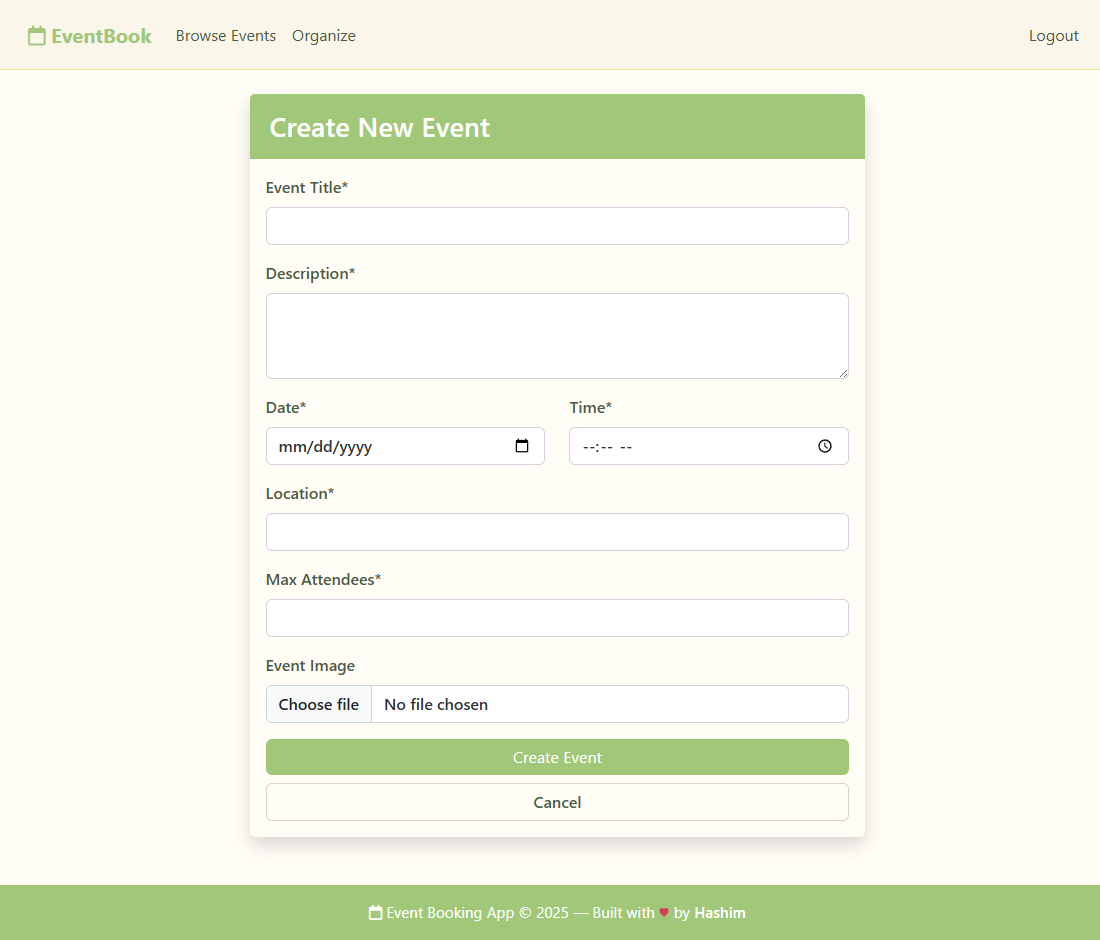 EventBook Browse Events Organize Logout
Create New Event
Event Title*
Description*
Date* Time*
mm/dd/yyyy --:-- --
Location*
Max Attendees*
Event Image
Choose file No file chosen
Create Event
Cancel
Event Booking App © 2025 — Built with ♥ by Hashim